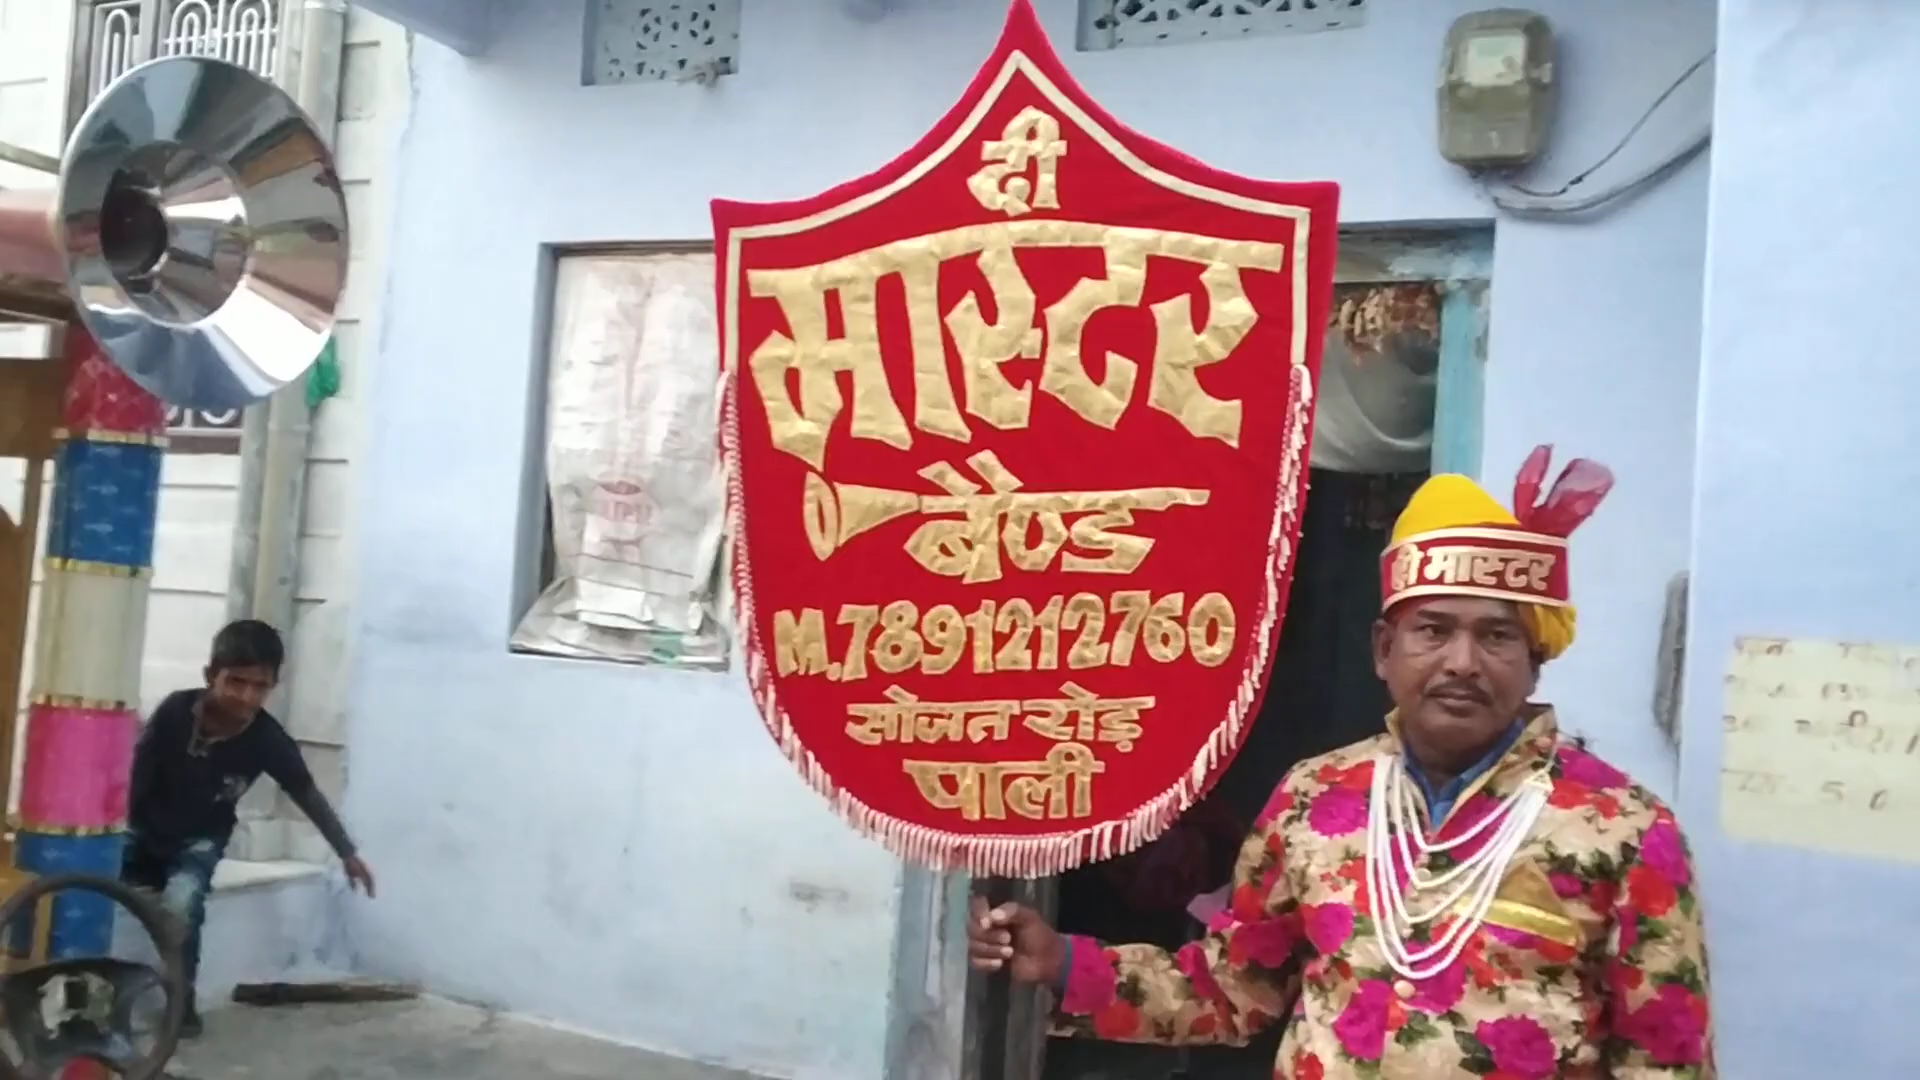 दी
मास्टर
बैण्ड
M.7891212760
सोजत रोड़
पाली
दी मास्टर